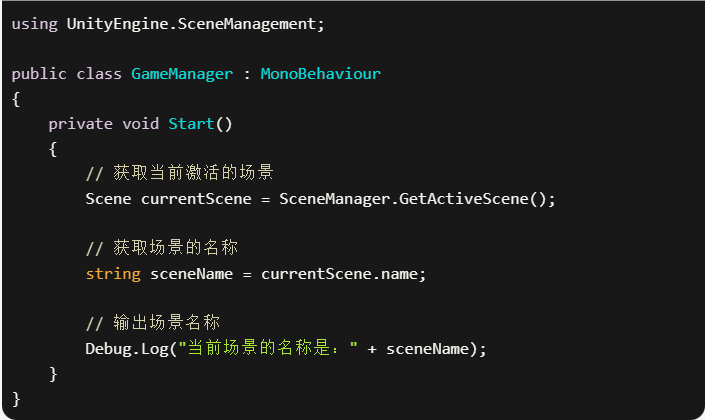 using UnityEngine.SceneManagement;
public class GameManager : MonoBehaviour
{
private void Start()
{
// 获取当前激活的场景
Scene currentScene = SceneManager.GetActiveScene();
// 获取场景的名称
string sceneName = currentScene.name;
// 输出场景名称
Debug.Log("当前场景的名称是：" + sceneName);
}
}